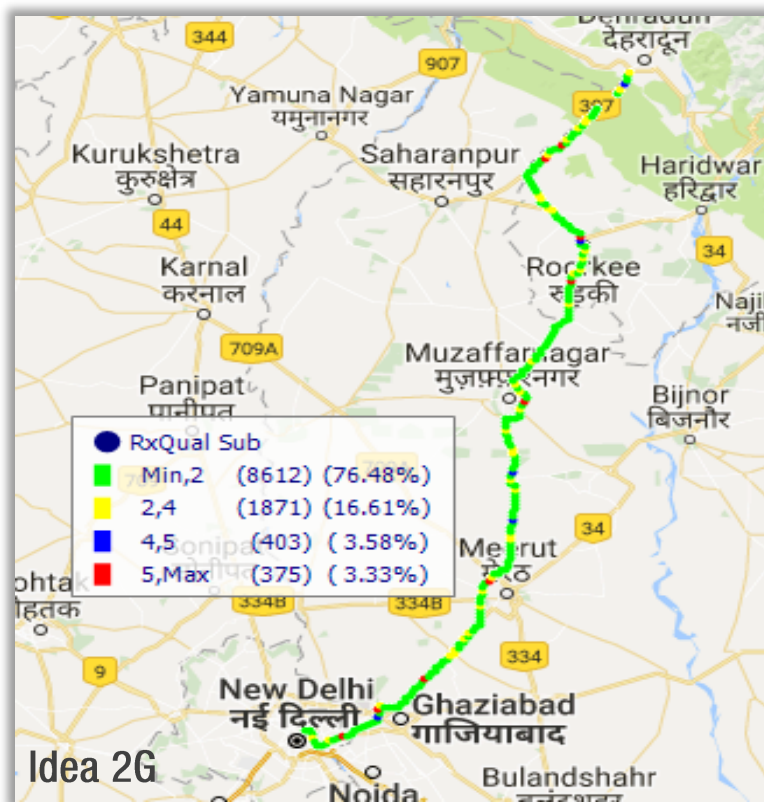 Dehradun
देहरादून
344
907
307
Yamuna Nagar
यमुनानगर
Kurukshetra
कुरुक्षेत्र
Saharanpur
सहारनपुर
Haridwar
हरिद्वार
44
34
Karnal
करनाल
Roorkee
रुड़की
709A
Muzaffarnagar
मुज़फ़्फ़रनगर
Panipat
पानीपत
Bijnor
बिजनौर
RxQual Sub
Min,2 (8612) (76.48%)
2,4 (1871) (16.61%)
4,5 (403) ( 3.58%)
5,Max (375) ( 3.33%)
34
Meerut
मेरठ
334B
334B
334
9
New Delhi
नई दिल्ली
Ghaziabad
गाजियाबाद
Idea 2G
Noida
Bulandshahr